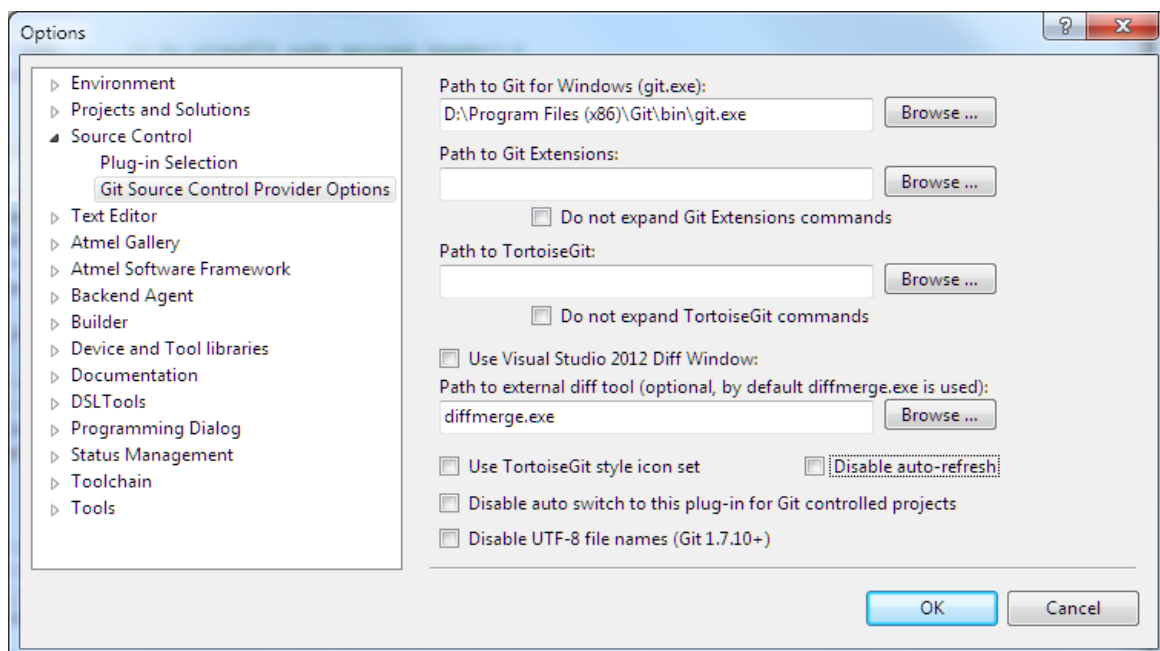 Options
Environment
Projects and Solutions
Source Control
Plug-in Selection
Git Source Control Provider Options
Text Editor
Atmel Gallery
Atmel Software Framework
Backend Agent
Builder
Device and Tool libraries
Documentation
DSLTools
Programming Dialog
Status Management
Toolchain
Tools
Path to Git for Windows (git.exe):
D:\Program Files (x86)\Git\bin\git.exe
Browse ...
Path to Git Extensions:
Browse ...
Do not expand Git Extensions commands
Path to TortoiseGit:
Browse ...
Do not expand TortoiseGit commands
Use Visual Studio 2012 Diff Window:
Path to external diff tool (optional, by default diffmerge.exe is used):
diffmerge.exe
Browse ...
Use TortoiseGit style icon set
Disable auto-refresh
Disable auto switch to this plug-in for Git controlled projects
Disable UTF-8 file names (Git 1.7.10+)
OK
Cancel